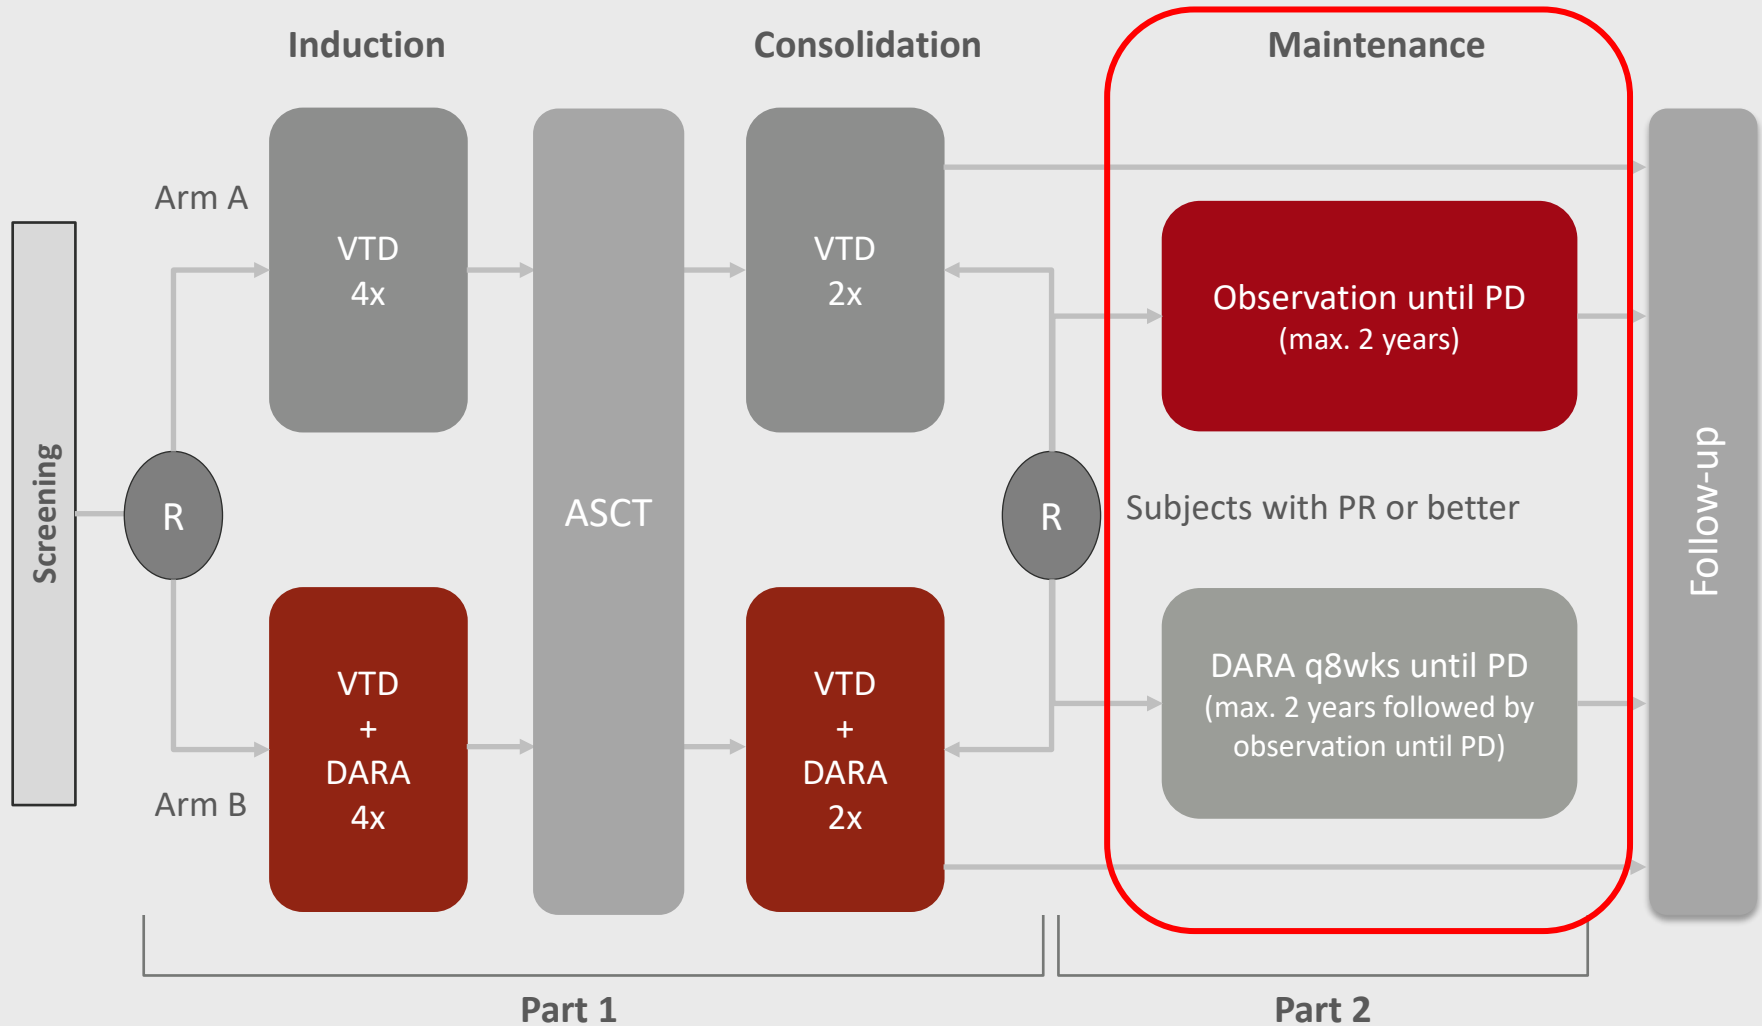 Induction
Consolidation
Maintenance
Screening
R
Arm A
VTD
4x
Arm B
VTD
+
DARA
4x
ASCT
VTD
2x
VTD
+
DARA
2x
R
Subjects with PR or better
Observation until PD
(max. 2 years)
DARA q8wks until PD
(max. 2 years followed by
observation until PD)
Follow-up
Part 1
Part 2